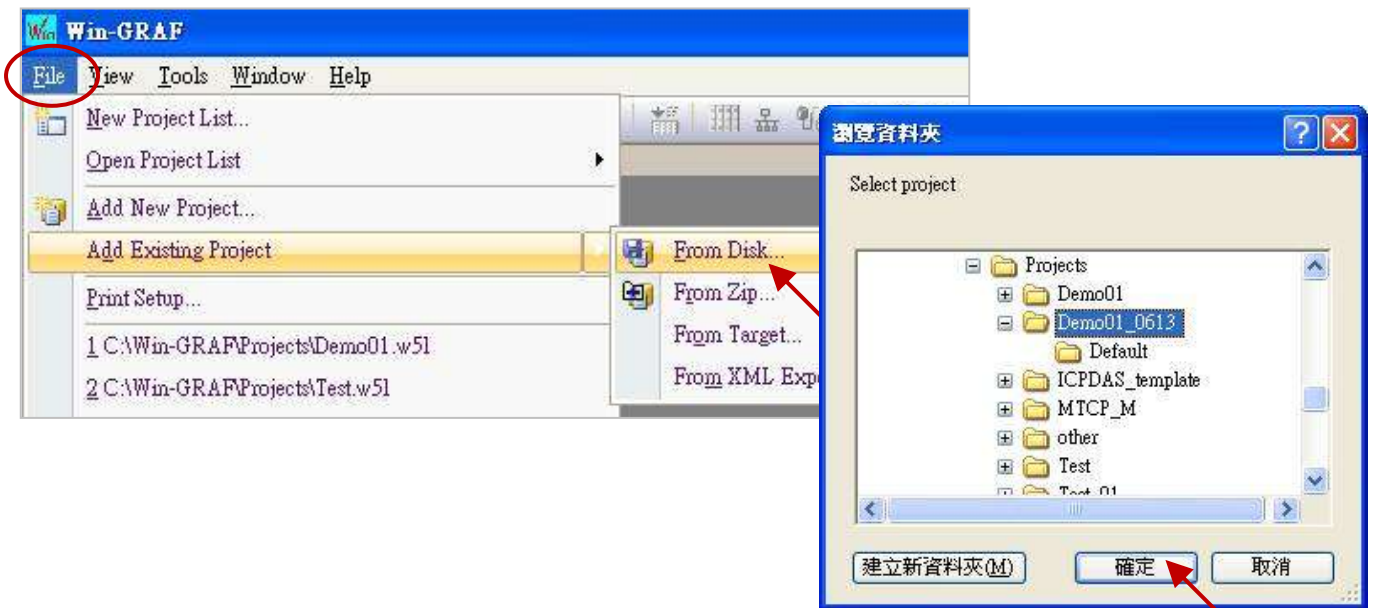 Win-GRAF
File View Tools Window Help
New Project List...
Open Project List
Add New Project...
Add Existing Project
Print Setup...
1 C:\Win-GRAF\Projects\Demo01.w5l
2 C:\Win-GRAF\Projects\Test.w5l
From Disk...
From Zip...
From Target...
From XML
瀏覽資料夾
Select project
Projects
Demo01
Demo01_0613
Default
ICPDAS_template
MTCP_M
other
Test
建立新資料夾(M) 確定 取消